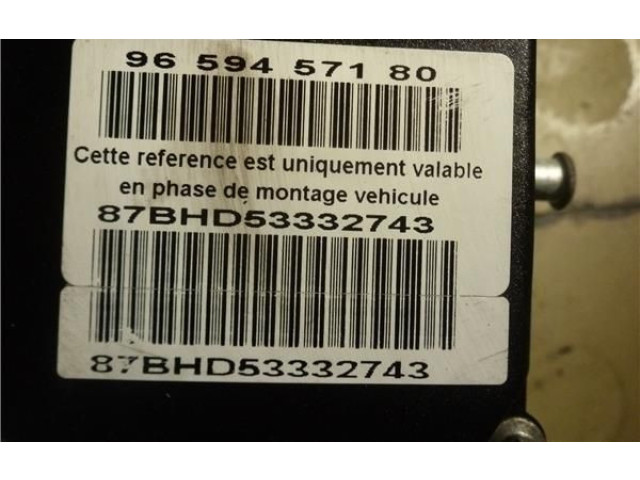 96 594 571 80
Cette reference est uniquement valable
en phase de montage vehicule
87BHD53332743
87BHD53332743